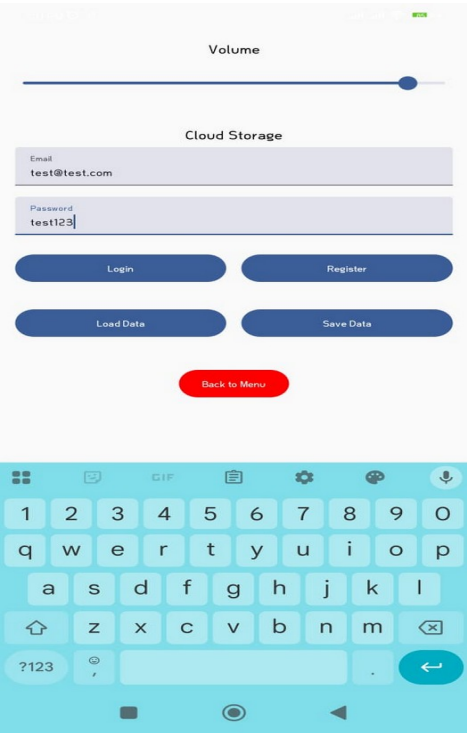 Volume
Cloud Storage
Email
test@test.com
Password
test123
Login Register
Load Data Save Data
Back to Menu
GIF
1 2 3 4 5 6 7 8 9 0
q w e r t y u i o p
a s d f g h j k l
z x c v b n m
?123 , .